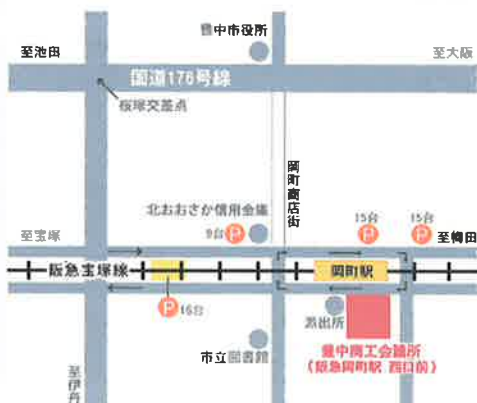 豊中市役所
至池田
至大阪
国道176号線
桜塚交差点
岡町商店街
北おおさか信用金庫
9台 P
15台
P
15台
P
至宝塚
至梅田
阪急宝塚線
岡町駅
P 16台
派出所
市立図書館
豊中商工会議所
(阪急岡町駅 西口前)
至伊丹